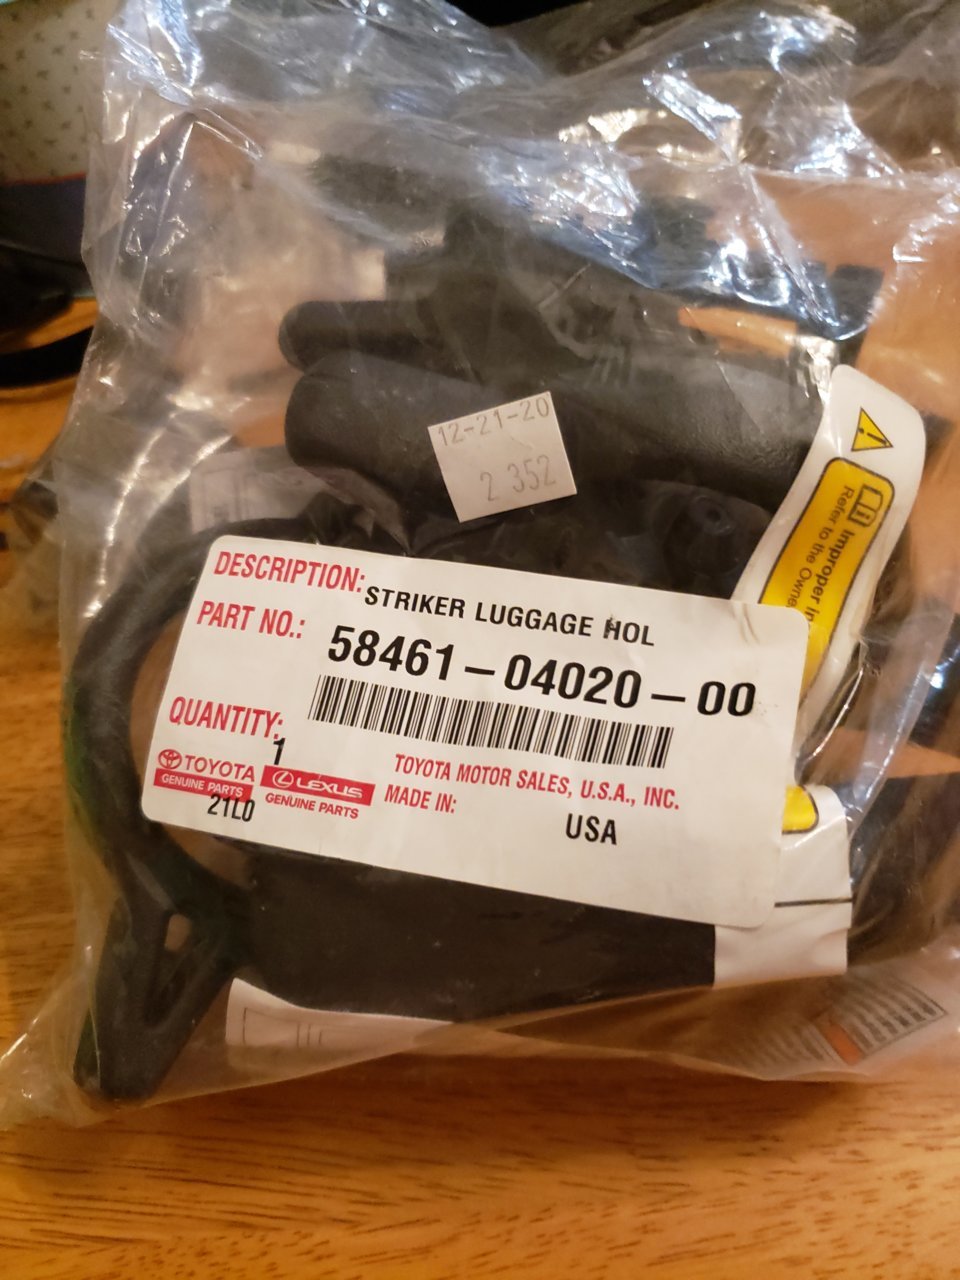 12-21-20
2 352
Improper in
Refer to the Owne
DESCRIPTION: STRIKER LUGGAGE HOL
PART NO.: 58461-04020-00
QUANTITY: 1
TOYOTA
GENUINE PARTS
LEXUS
GENUINE PARTS
21L0
TOYOTA MOTOR SALES, U.S.A., INC.
MADE IN: USA